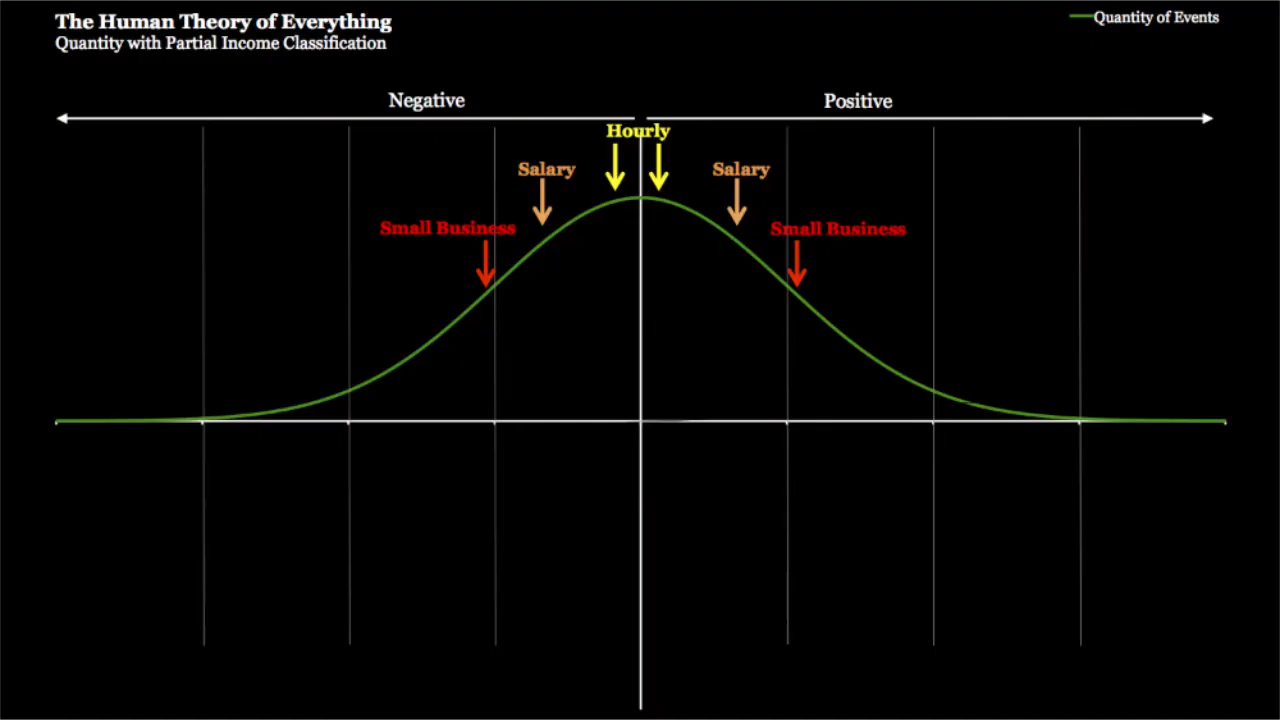 The Human Theory of Everything
Quantity with Partial Income Classification
Quantity of Events
Negative
Positive
Hourly
Salary
Salary
Small Business
Small Business